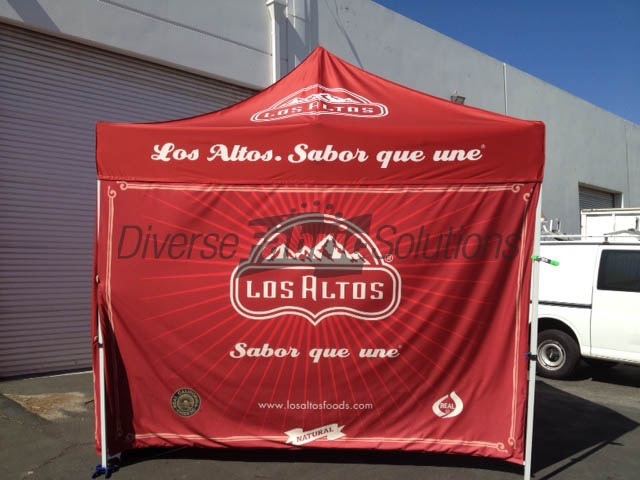 LOS ALTOS
Los Altos. Sabor que une®
Diverse Fabric Solutions
LOS ALTOS®
Sabor que une®
www.losaltosfoods.com
REAL
NATURAL